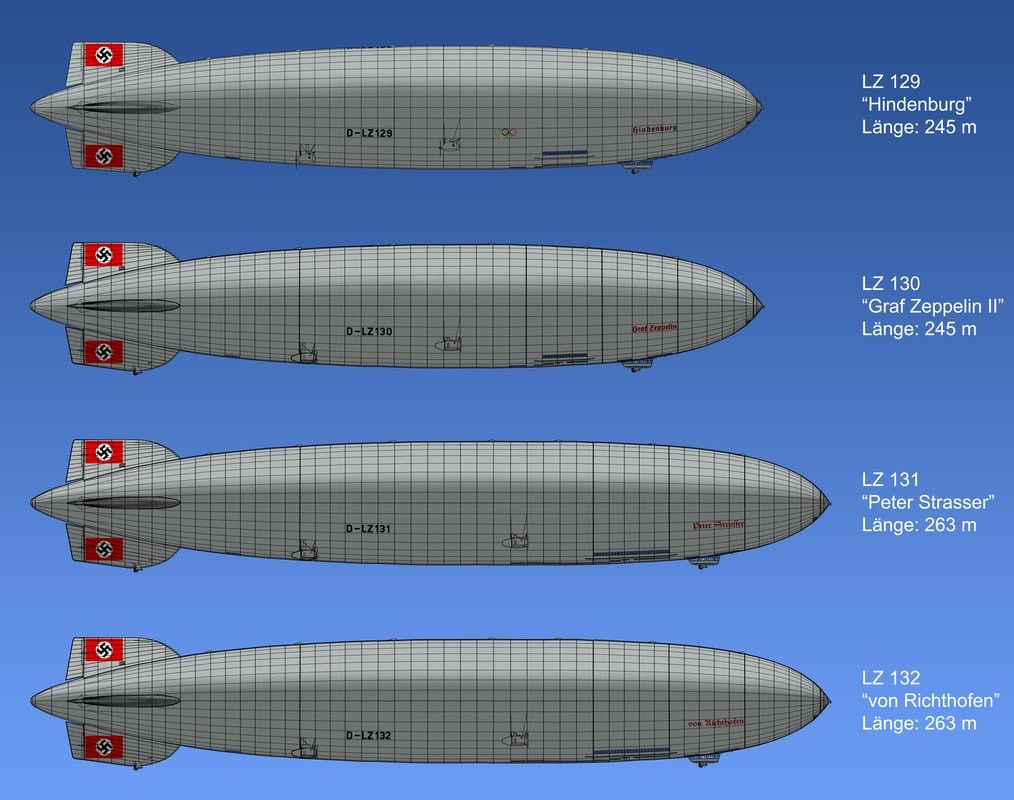 LZ 129
“Hindenburg”
Länge: 245 m
D-LZ129
Hindenburg
LZ 130
“Graf Zeppelin II”
Länge: 245 m
D-LZ130
Graf Zeppelin
LZ 131
“Peter Strasser”
Länge: 263 m
D-LZ131
Peter Strasser
LZ 132
“von Richthofen”
Länge: 263 m
D-LZ132
von Richthofen